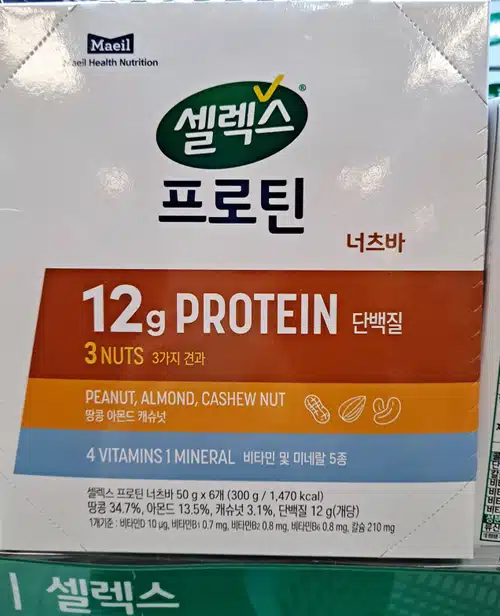 Maeil
Maeil Health Nutrition
셀렉스®
프로틴
너츠바
12g PROTEIN 단백질
3 NUTS 3가지 견과
PEANUT, ALMOND, CASHEW NUT
땅콩 아몬드 캐슈넛
4 VITAMINS 1 MINERAL 비타민 및 미네랄 5종
셀렉스 프로틴 너츠바 50 g x 6개 (300 g / 1,470 kcal)
땅콩 34.7%, 아몬드 13.5%, 캐슈넛 3.1%, 단백질 12 g(개당)
1개기준 : 비타민D 10 μg, 비타민B1 0.7 mg, 비타민B2 0.8 mg, 비타민B6 0.8 mg, 칼슘 210 mg
셀렉스